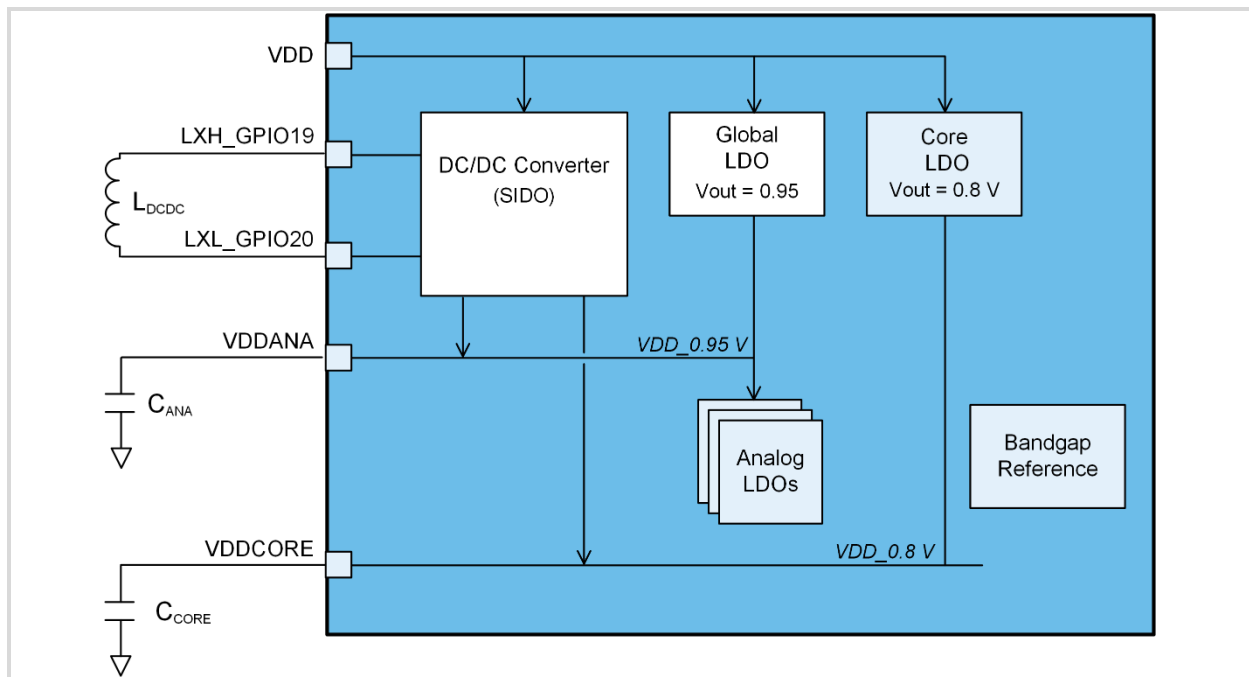 VDD
LXH_GPIO19
LDCDC
LXL_GPIO20
DC/DC Converter
(SIDO)
Global
LDO
Vout = 0.95
Core
LDO
Vout = 0.8 V
VDDANA
VDD_0.95 V
CANA
Analog
LDOs
Bandgap
Reference
VDDCORE
VDD_0.8 V
CCORE